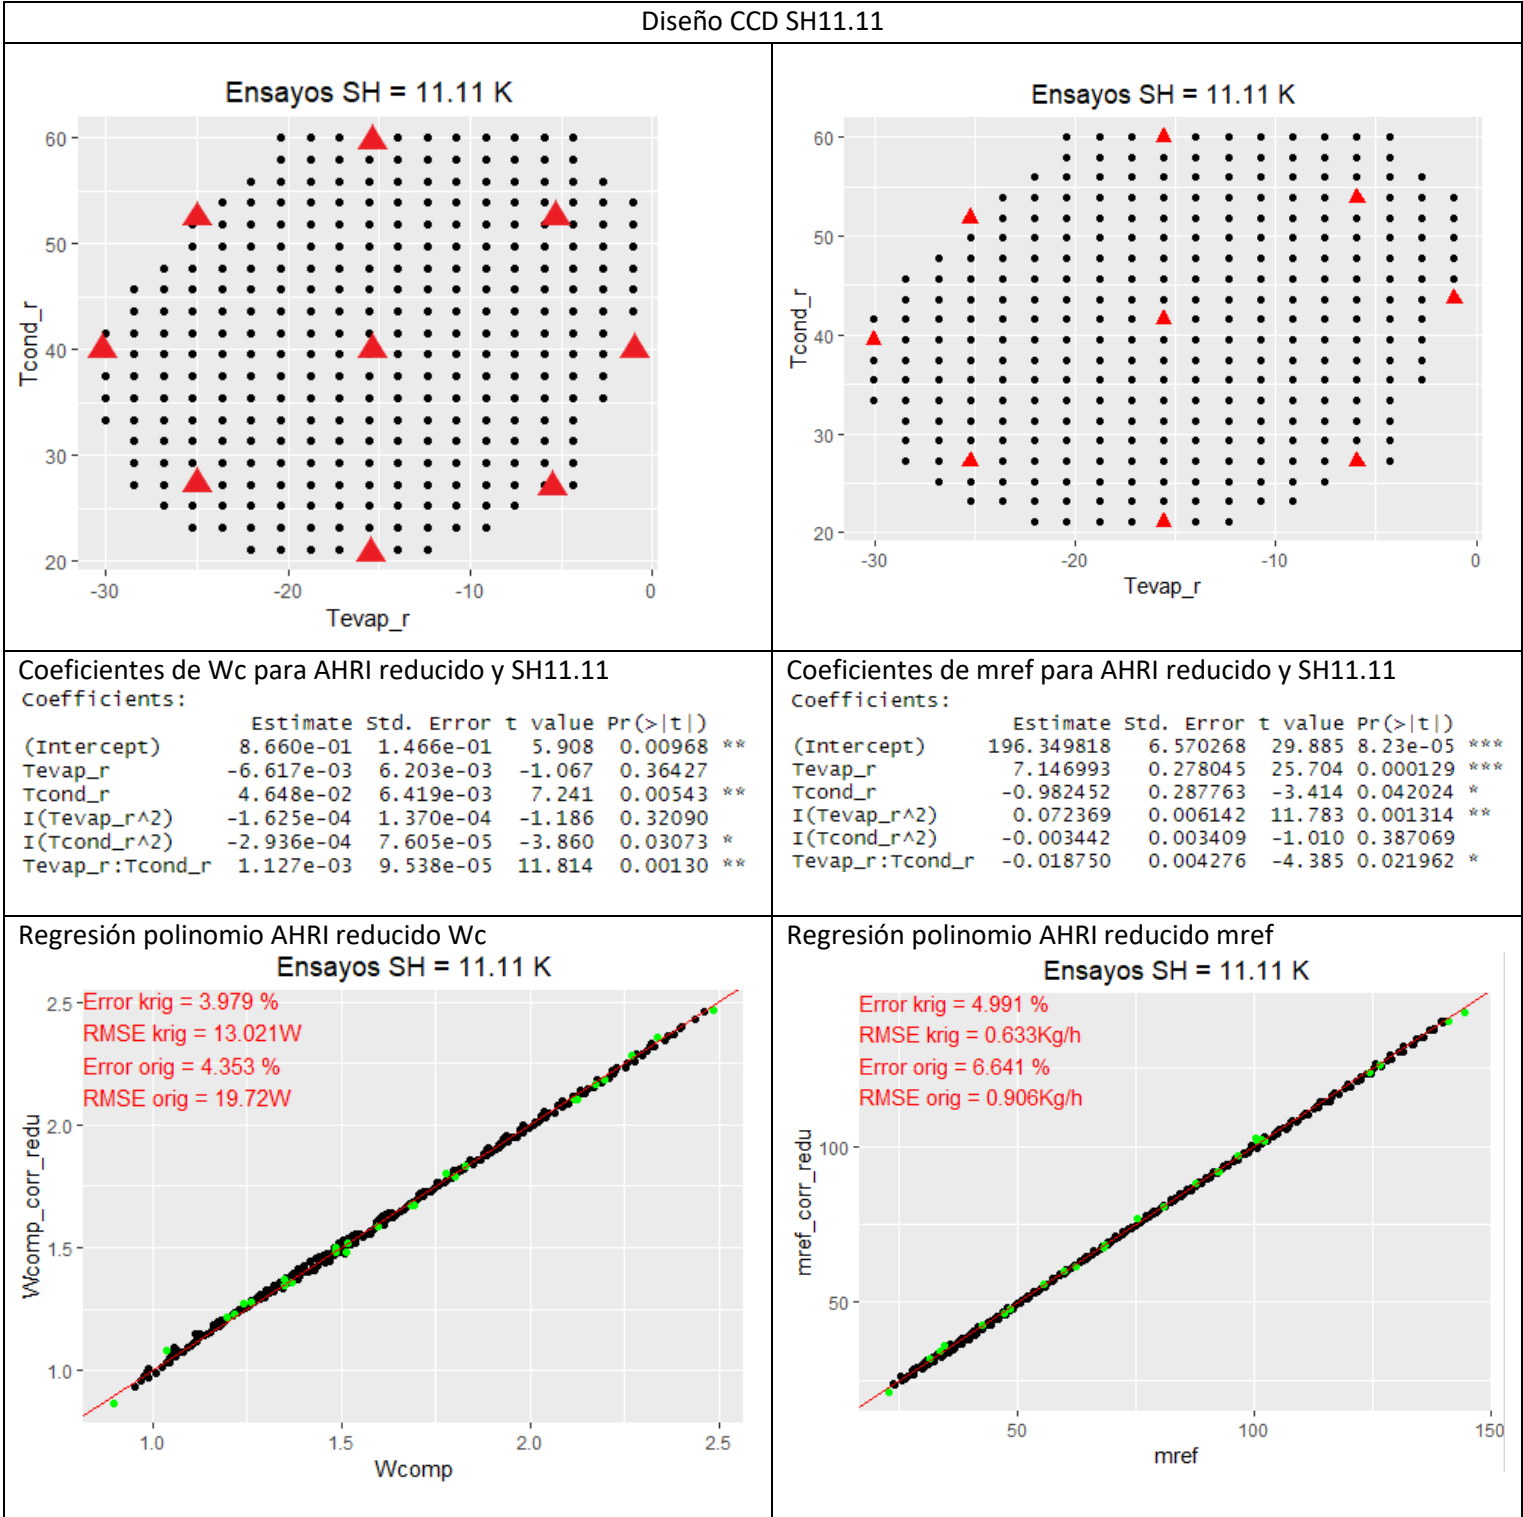 Diseño CCD SH11.11
Ensayos SH = 11.11 K
60
50
40
30
20
Tcond_r
-30 -20 -10 0
Tevap_r
Ensayos SH = 11.11 K
60
50
40
30
20
Tcond_r
-30 -20 -10 0
Tevap_r
Coeficientes de Wc para AHRI reducido y SH11.11
Coefficients:
Estimate Std. Error t value Pr(>|t|)
(Intercept) 8.660e-01 1.466e-01 5.908 0.00968 **
Tevap_r -6.617e-03 6.203e-03 -1.067 0.36427
Tcond_r 4.648e-02 6.419e-03 7.241 0.00543 **
I(Tevap_r^2) -1.625e-04 1.370e-04 -1.186 0.32090
I(Tcond_r^2) -2.936e-04 7.605e-05 -3.860 0.03073 *
Tevap_r:Tcond_r 1.127e-03 9.538e-05 11.814 0.00130 **
Coeficientes de mref para AHRI reducido y SH11.11
Coefficients:
Estimate Std. Error t value Pr(>|t|)
(Intercept) 196.349818 6.570268 29.885 8.23e-05 ***
Tevap_r 7.146993 0.278045 25.704 0.000129 ***
Tcond_r -0.982452 0.287763 -3.414 0.042024 *
I(Tevap_r^2) 0.072369 0.006142 11.783 0.001314 **
I(Tcond_r^2) -0.003442 0.003409 -1.010 0.387069
Tevap_r:Tcond_r -0.018750 0.004276 -4.385 0.021962 *
Regresión polinomio AHRI reducido Wc
Ensayos SH = 11.11 K
Error krig = 3.979 %
RMSE krig = 13.021W
Error orig = 4.353 %
RMSE orig = 19.72W
2.5
2.0
1.5
1.0
Wcomp_corr_redu
1.0 1.5 2.0 2.5
Wcomp
Regresión polinomio AHRI reducido mref
Ensayos SH = 11.11 K
Error krig = 4.991 %
RMSE krig = 0.633Kg/h
Error orig = 6.641 %
RMSE orig = 0.906Kg/h
100
50
mref_corr_redu
50 100 150
mref